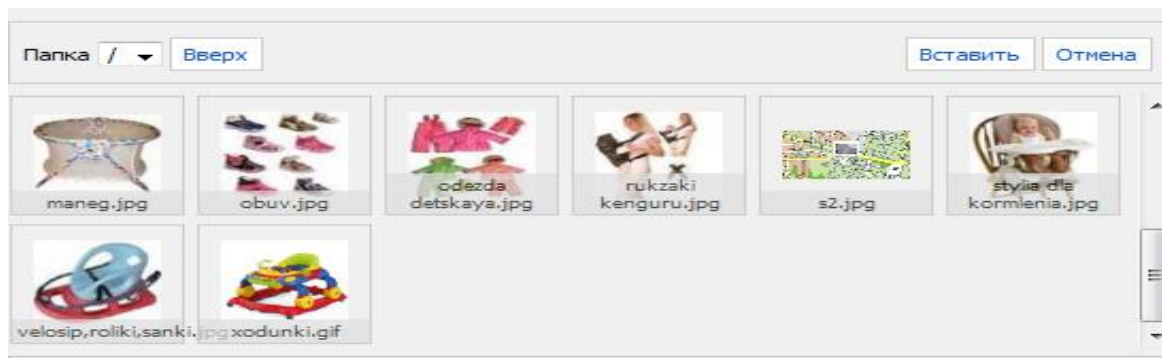 Папка / Вверх Вставить Отмена
maneg.jpg obuv.jpg odezda detskaya.jpg rukzaki kenguru.jpg s2.jpg stylia dla kormlenia.jpg
velosip,roliki,sanki.jpg xodunki.gif